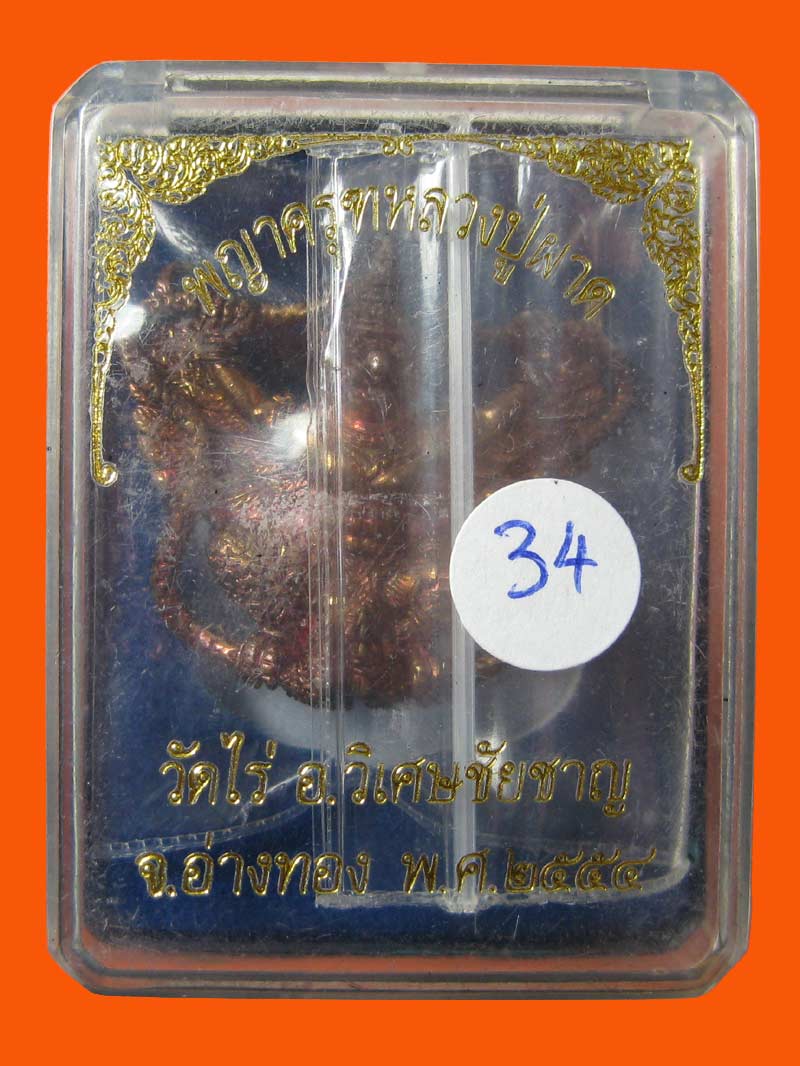 พญาครุฑหลวงปู่ผาด
34
วัดไร่ อ.วิเศษชัยชาญ
จ.อ่างทอง พ.ศ.๒๕๕๔